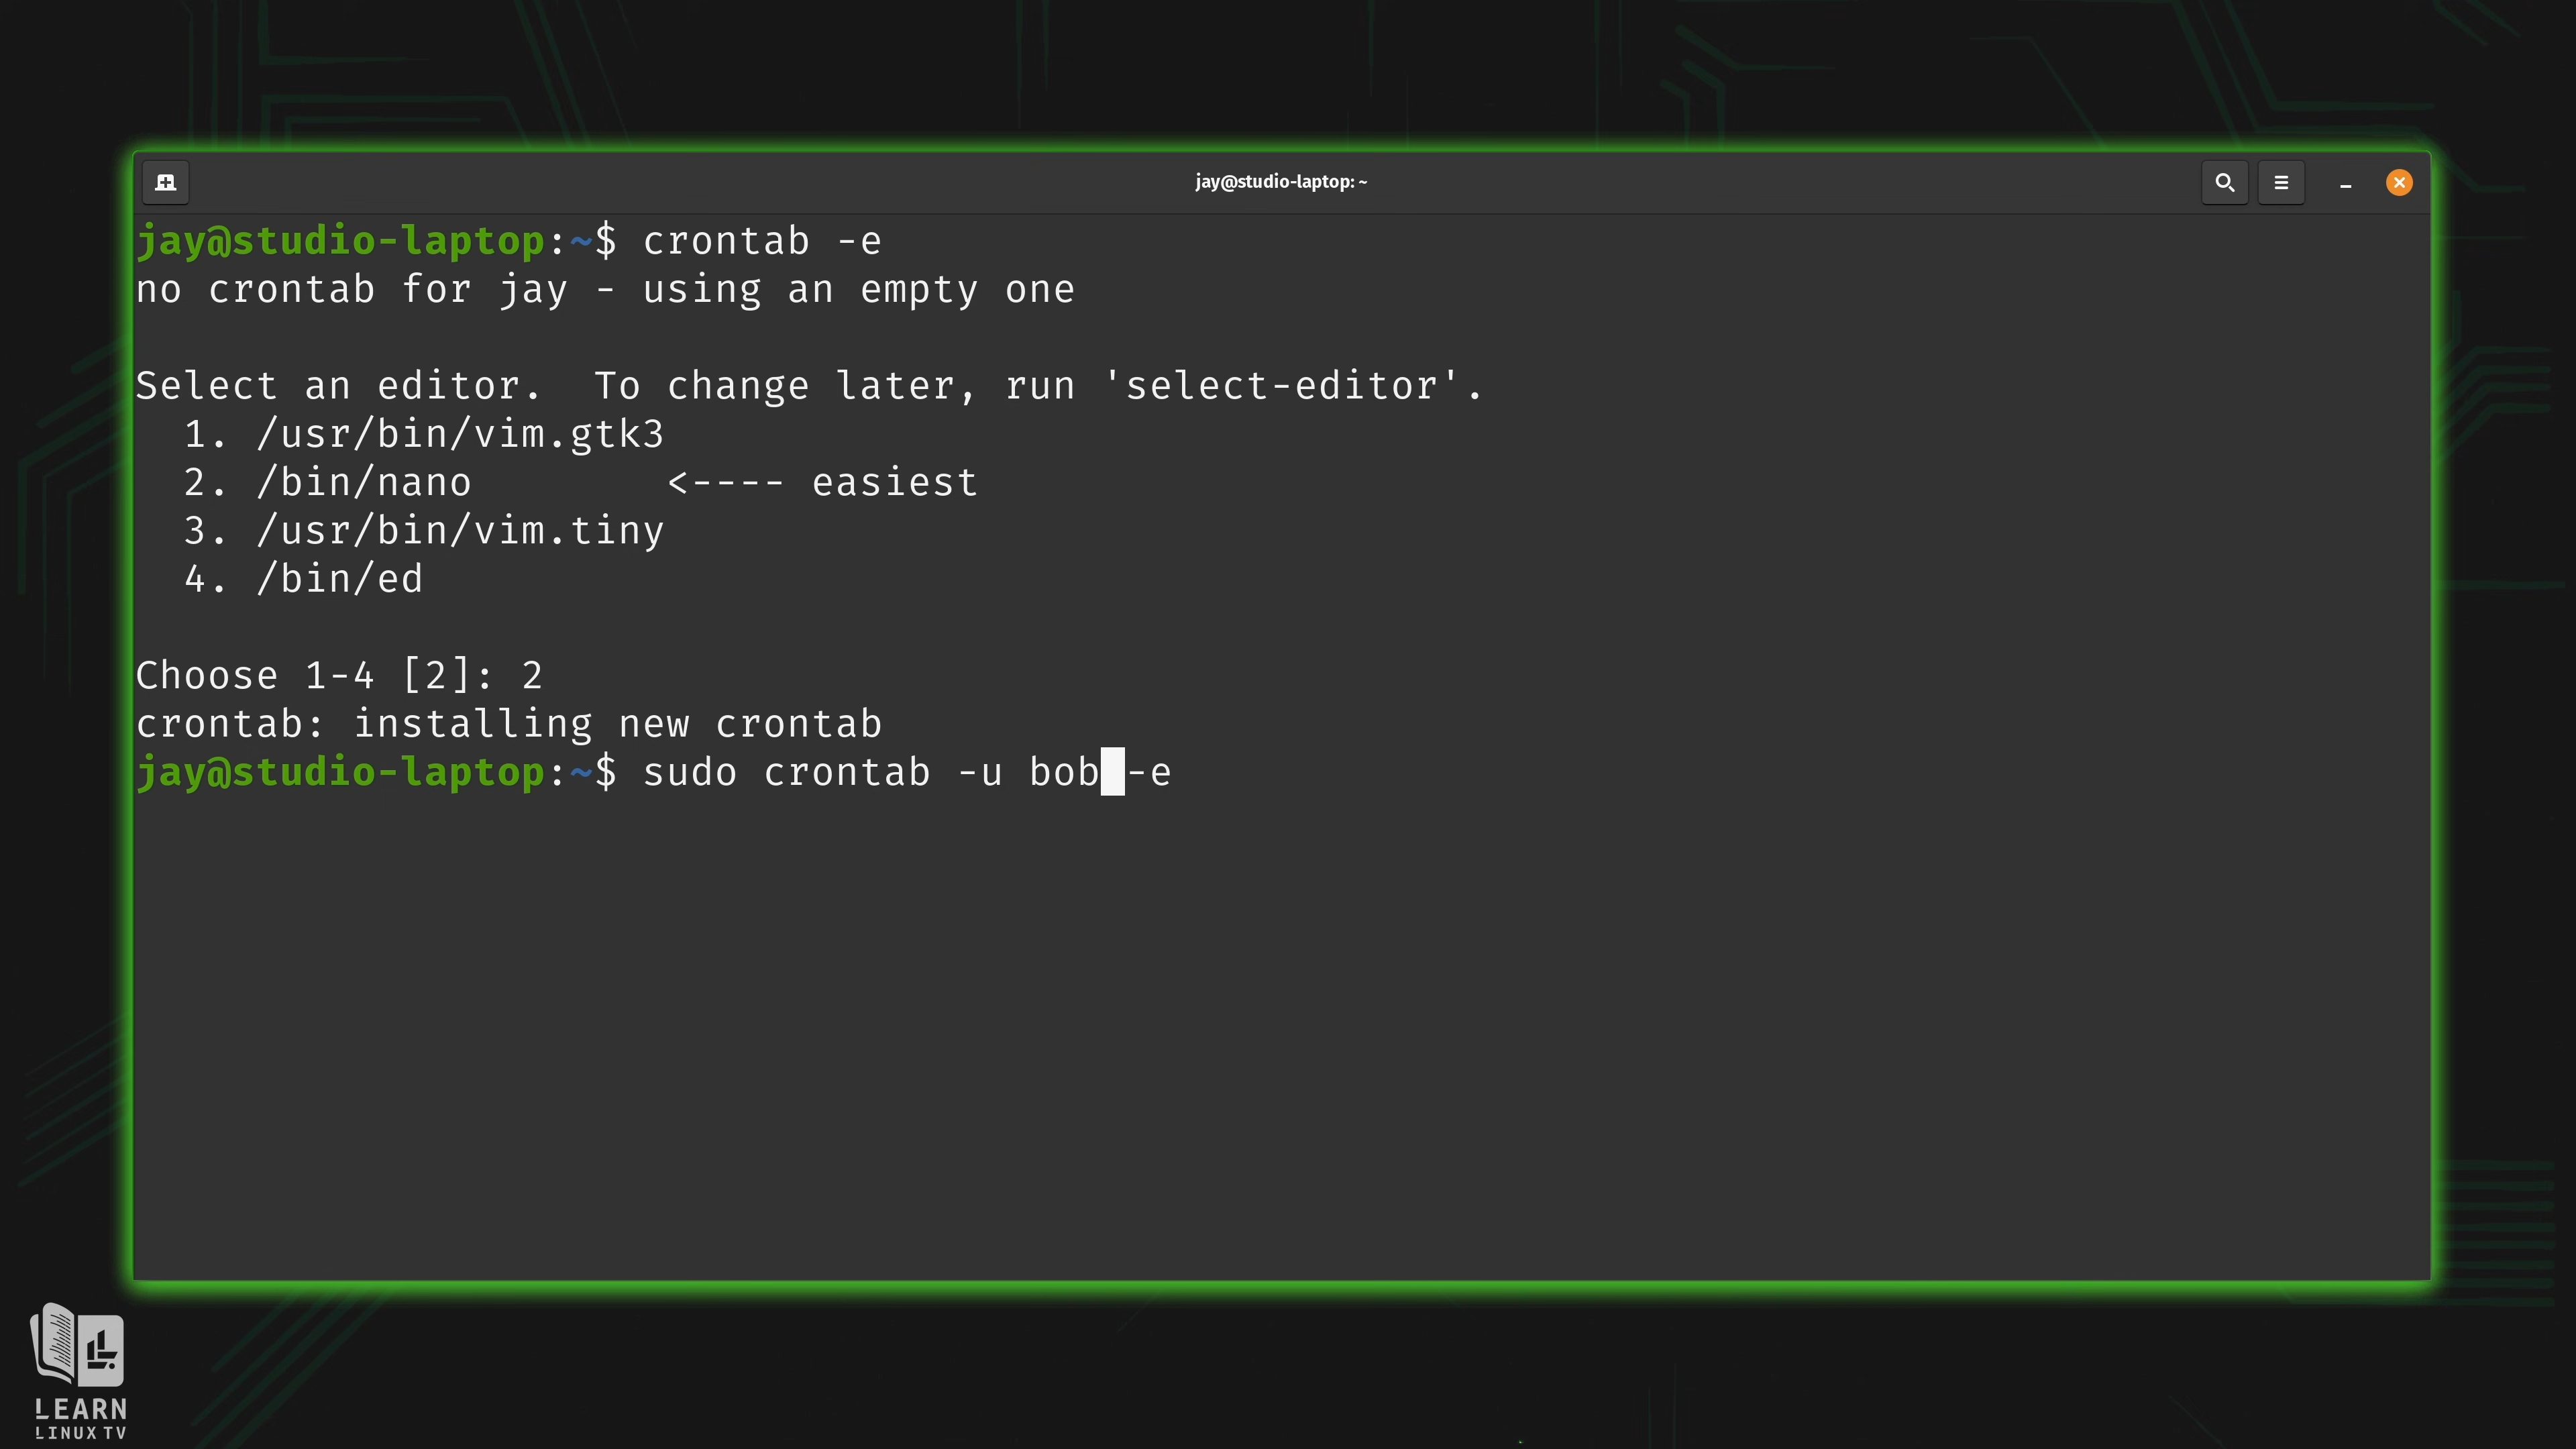 jay@studio-laptop: ~
jay@studio-laptop:~$ crontab -e
no crontab for jay - using an empty one
Select an editor.  To change later, run 'select-editor'.
  1. /usr/bin/vim.gtk3
  2. /bin/nano        <---- easiest
  3. /usr/bin/vim.tiny
  4. /bin/ed
Choose 1-4 [2]: 2
crontab: installing new crontab
jay@studio-laptop:~$ sudo crontab -u bob -e
LEARN
LINUX TV